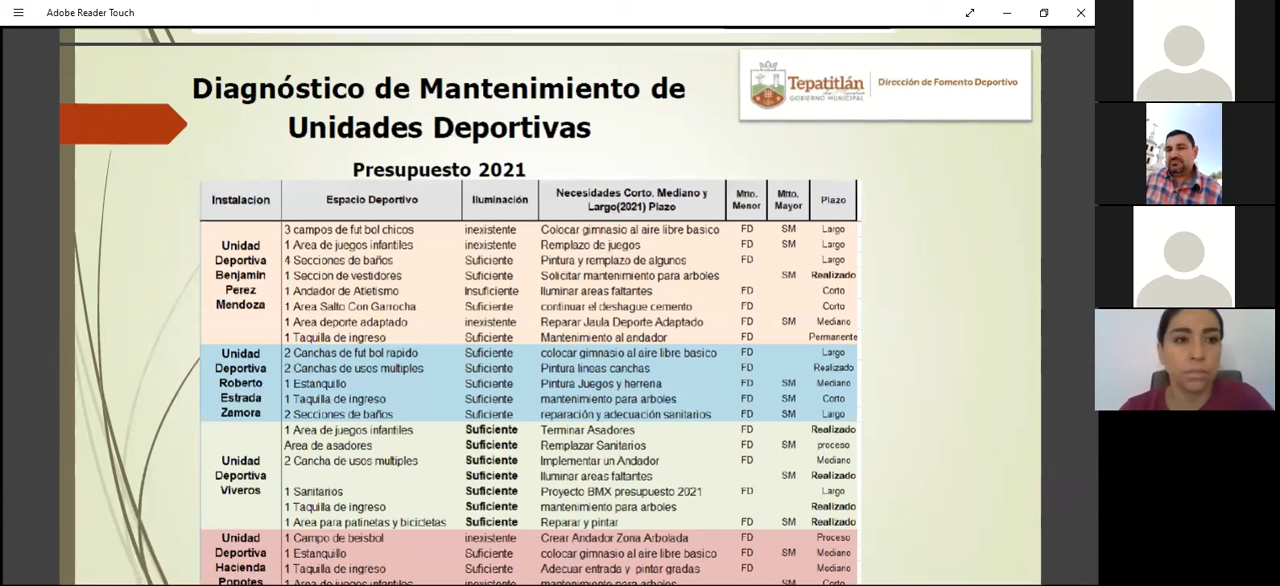 Adobe Reader Touch
Diagnóstico de Mantenimiento de
Unidades Deportivas
Tepatitlán
GOBIERNO MUNICIPAL
Dirección de Fomento Deportivo
Presupuesto 2021
Instalacion Espacio Deportivo Iluminación Necesidades Corto, Mediano y Largo(2021) Plazo Mtto. Menor Mtto. Mayor Plazo
Unidad Deportiva Benjamin Perez Mendoza
3 campos de fut bol chicos inexistente Colocar gimnasio al aire libre basico FD SM Largo
1 Area de juegos infantiles inexistente Remplazo de juegos FD SM Largo
4 Secciones de baños Suficiente Pintura y remplazo de algunos FD Largo
1 Seccion de vestidores Suficiente Solicitar mantenimiento para arboles SM Realizado
1 Andador de Atletismo Insuficiente Iluminar areas faltantes FD Corto
1 Area Salto Con Garrocha Suficiente continuar el deshague cemento FD Corto
1 Area deporte adaptado inexistente Reparar Jaula Deporte Adaptado FD SM Mediano
1 Taquilla de ingreso Suficiente Mantenimiento al andador FD Permanente
Unidad Deportiva Roberto Estrada Zamora
2 Canchas de fut bol rapido Suficiente colocar gimnasio al aire libre basico FD Largo
2 Canchas de usos multiples Suficiente Pintura lineas canchas FD Realizado
1 Estanquillo Suficiente Pintura Juegos y herreria FD SM Mediano
1 Taquilla de ingreso Suficiente mantenimiento para arboles FD SM Corto
2 Secciones de baños Suficiente reparación y adecuación sanitarios FD SM Largo
Unidad Deportiva Viveros
1 Area de juegos infantiles Suficiente Terminar Asadores FD Realizado
Area de asadores Suficiente Remplazar Sanitarios FD SM proceso
2 Cancha de usos multiples Suficiente Implementar un Andador FD Mediano
Suficiente Iluminar areas faltantes SM Realizado
1 Sanitarios Suficiente Proyecto BMX presupuesto 2021 FD Largo
1 Taquilla de ingreso Suficiente mantenimiento para arboles Realizado
1 Area para patinetas y bicicletas Suficiente Reparar y pintar FD SM Realizado
Unidad Deportiva Hacienda Popotes
1 Campo de beisbol inexistente Crear Andador Zona Arbolada FD Proceso
1 Estanquillo Suficiente colocar gimnasio al aire libre basico FD SM Mediano
1 Taquilla de ingreso Suficiente Adecuar entrada y pintar gradas FD Mediano
1 Area de juegos infantiles inexistente mantenimiento para arboles SM Corto